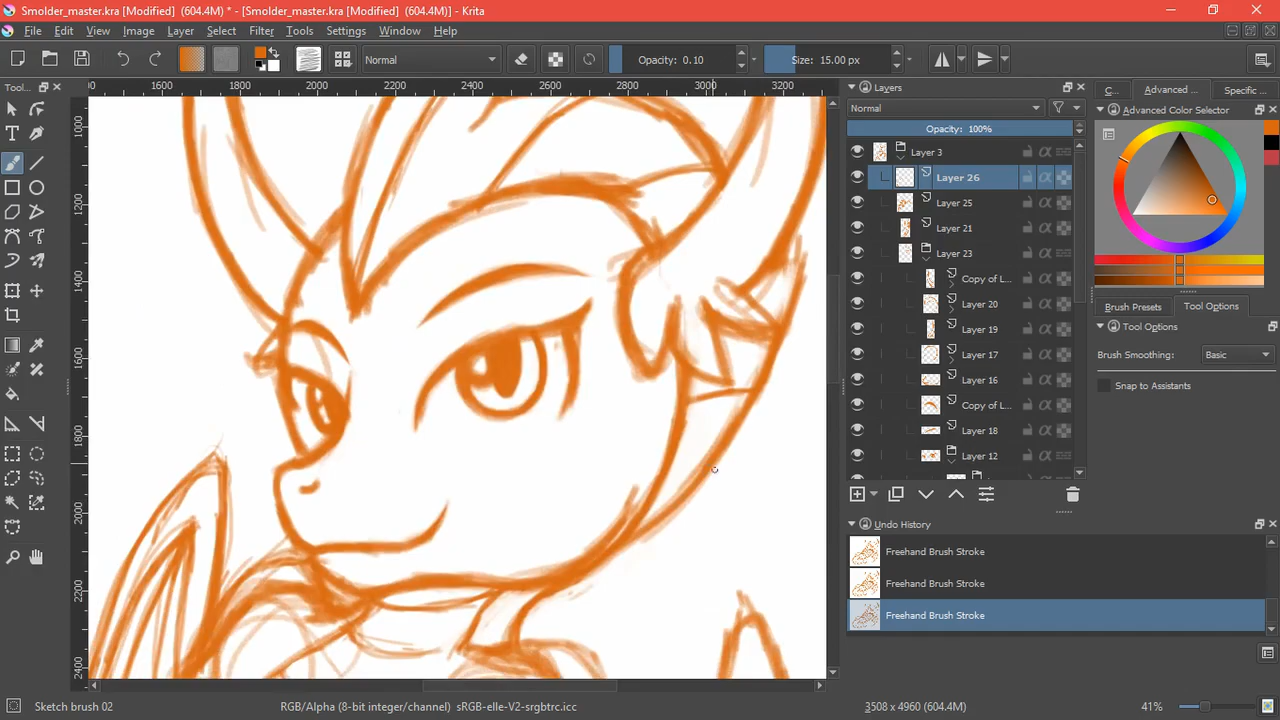 Smolder_master.kra [Modified] (604.4M) * - [Smolder_master.kra [Modified] (604.4M)] - Krita
File Edit View Image Layer Select Filter Tools Settings Window Help
Normal Opacity: 0.10 Size: 15.00 px
Tool... Layers C... Advanced ... Specific ...
2000 2200 2400 2600 2800 3000 3200
1000
1200
1400
1600
1800
2000
2200
2400
Normal
Opacity: 100%
Layer 3
Layer 26
Layer 25
Layer 21
Layer 23
Copy of L...
Layer 20
Layer 19
Layer 17
Layer 16
Copy of L...
Layer 18
Layer 12
Advanced Color Selector
Brush Presets Tool Options
Tool Options
Brush Smoothing: Basic
Snap to Assistants
Undo History
Freehand Brush Stroke
Freehand Brush Stroke
Freehand Brush Stroke
Sketch brush 02 RGB/Alpha (8-bit integer/channel) sRGB-elle-V2-srgbtrc.icc 3508 x 4960 (604.4M) 41%